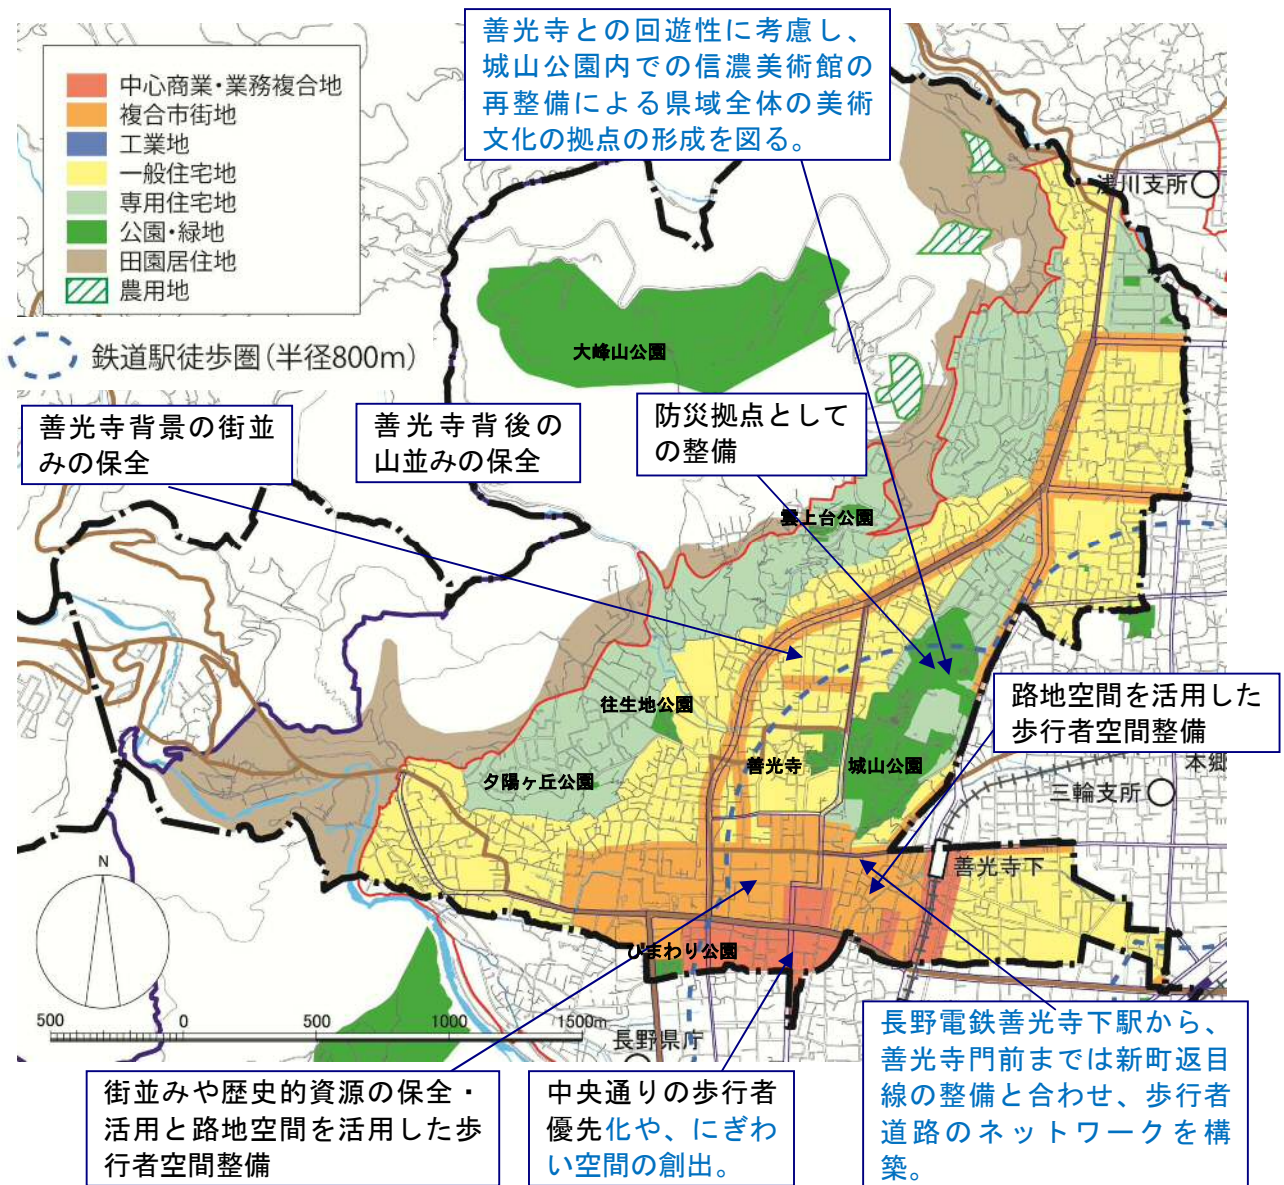 善光寺との回遊性に考慮し、
城山公園内での信濃美術館の
再整備による県域全体の美術
文化の拠点の形成を図る。
中心商業・業務複合地
複合市街地
工業地
一般住宅地
専用住宅地
公園・緑地
田園居住地
農用地
鉄道駅徒歩圏(半径800m)
浅川支所
大峰山公園
善光寺背景の街並
みの保全
善光寺背後の
山並みの保全
防災拠点として
の整備
雲上台公園
路地空間を活用した
歩行者空間整備
往生地公園
善光寺
城山公園
夕陽ヶ丘公園
本郷
三輪支所
善光寺下
ひまわり公園
N
500
0
500
1000
1500m
長野県庁
街並みや歴史的資源の保全・
活用と路地空間を活用した歩
行者空間整備
中央通りの歩行者
優先化や、にぎわ
い空間の創出。
長野電鉄善光寺下駅から、
善光寺門前までは新町返目
線の整備と合わせ、歩行者
道路のネットワークを構
築。